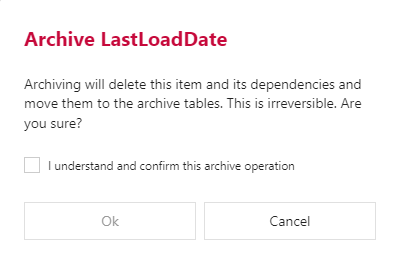 Archive LastLoadDate
Archiving will delete this item and its dependencies and
move them to the archive tables. This is irreversible. Are
you sure?
I understand and confirm this archive operation
Ok
Cancel